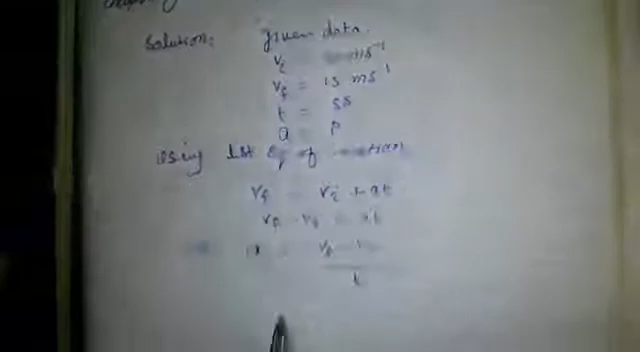 Solution: given data.
vi ms⁻¹
vf = 15 ms⁻¹
t = 5s
a ?
using 1st eq of
vf = vi + at
vf - vi = at
a = vf - vi
t